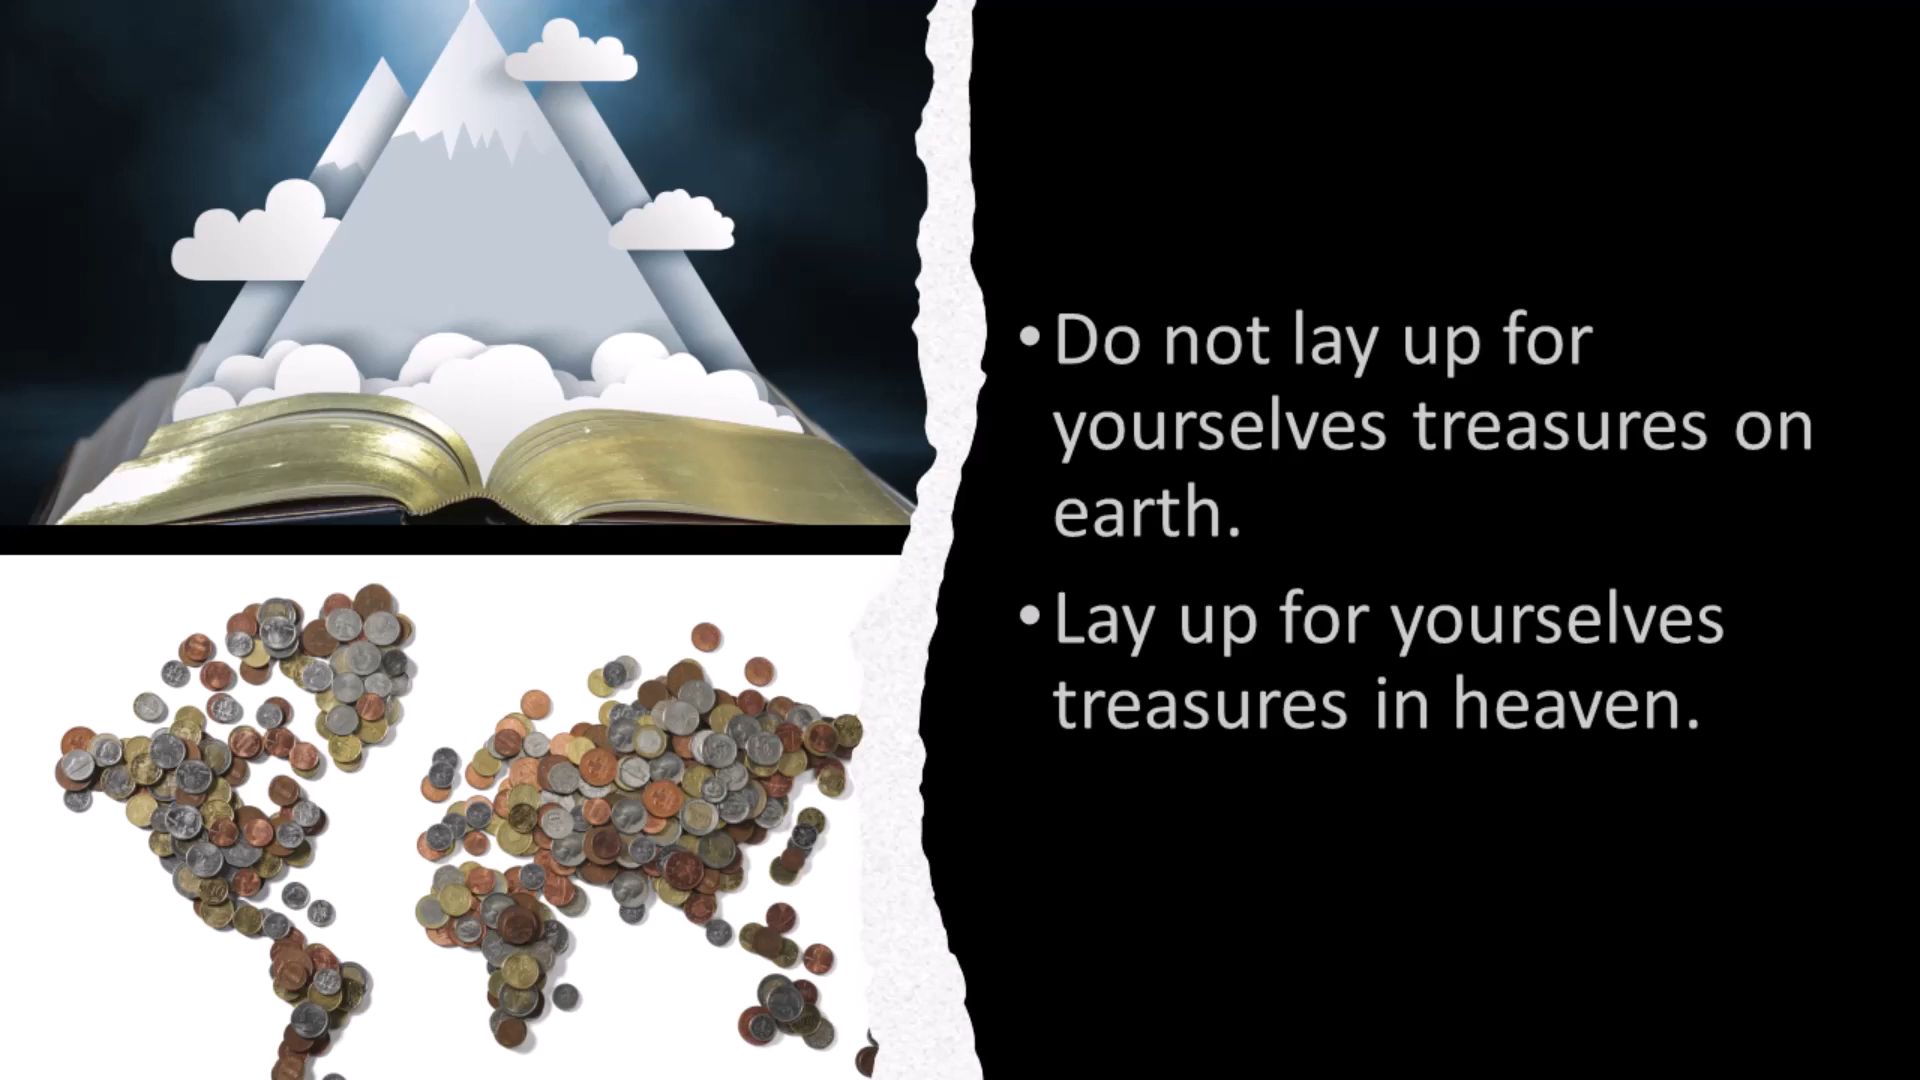 • Do not lay up for
yourselves treasures on
earth.
• Lay up for yourselves
treasures in heaven.